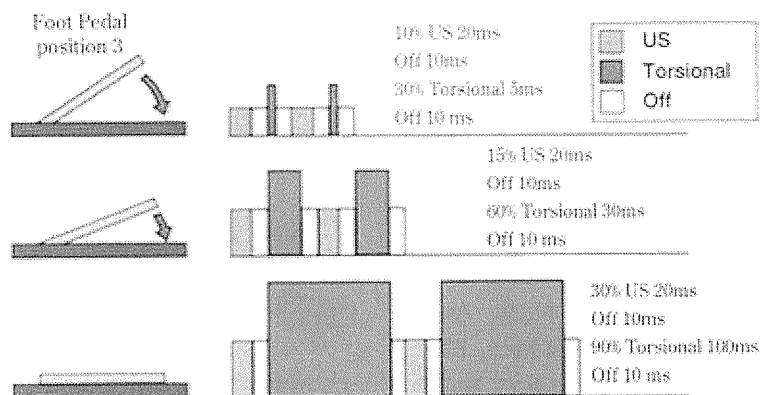 Foot Pedal
position 3
10% US 20ms
Off 10ms
30% Torsional 5ms
Off 10 ms
US
Torsional
Off
15% US 20ms
Off 10ms
60% Torsional 30ms
Off 10 ms
30% US 20ms
Off 10ms
90% Torsional 100ms
Off 10 ms